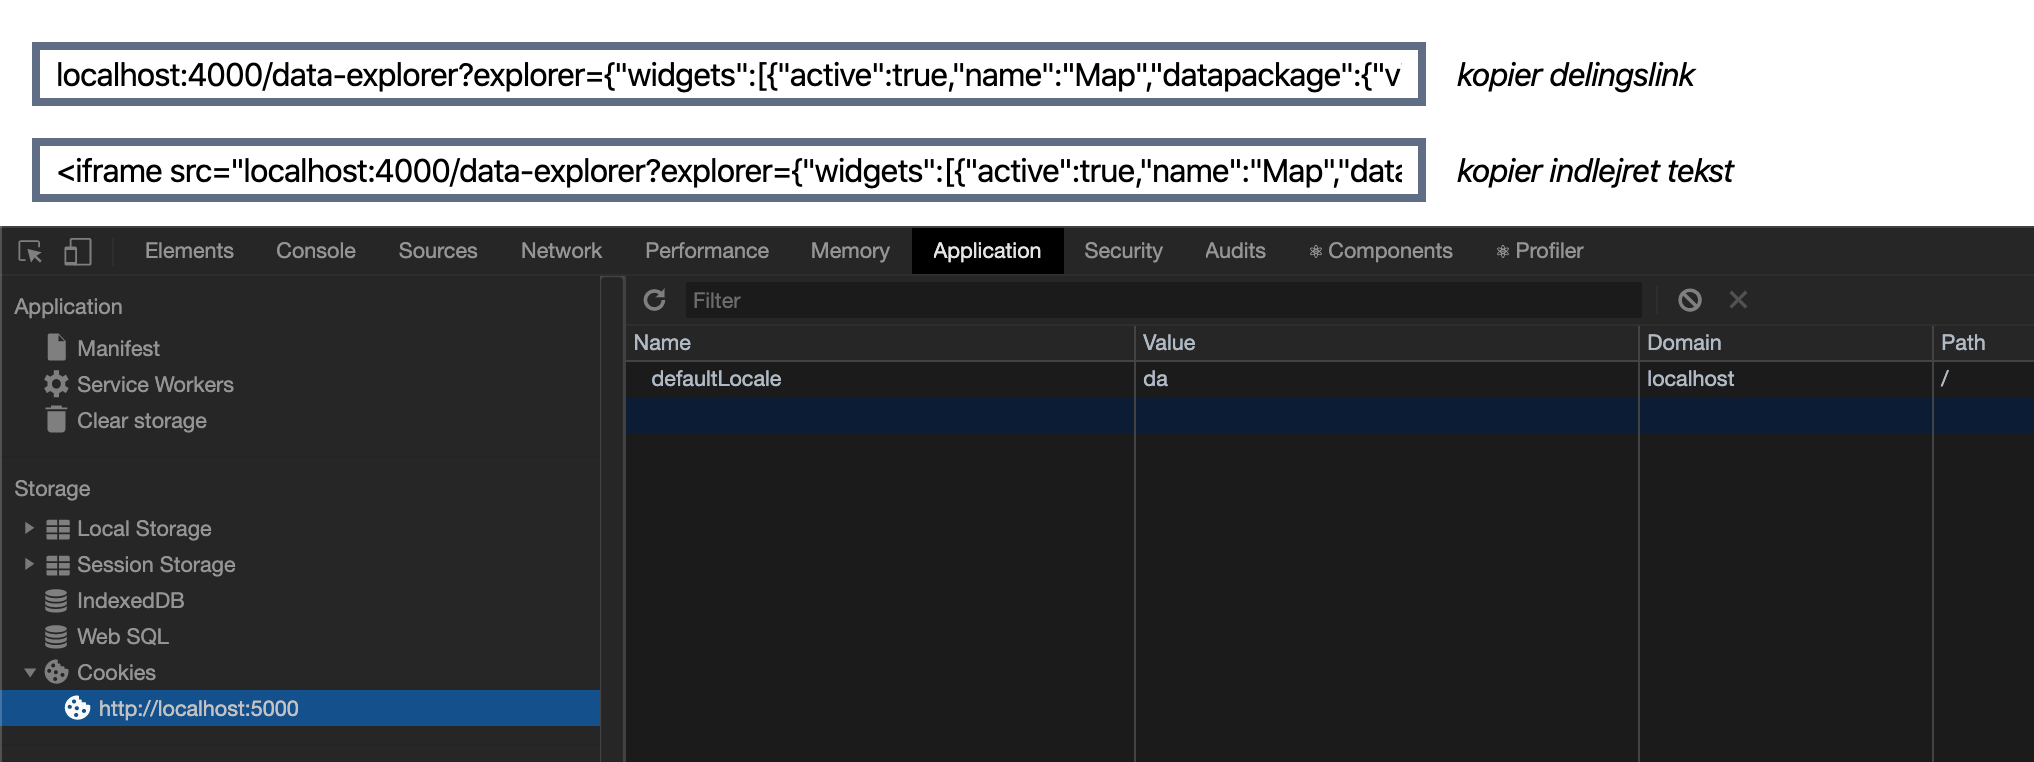 localhost:4000/data-explorer?explorer={"widgets":[{"active":true,"name":"Map","datapackage":{"v
kopier delingslink
<iframe src="localhost:4000/data-explorer?explorer={"widgets":[{"active":true,"name":"Map","data
kopier indlejret tekst
Elements Console Sources Network Performance Memory Application Security Audits ⚛ Components ⚛ Profiler
Application
Manifest
Service Workers
Clear storage
Storage
Local Storage
Session Storage
IndexedDB
Web SQL
Cookies
http://localhost:5000
Filter
Name Value Domain Path
defaultLocale da localhost /